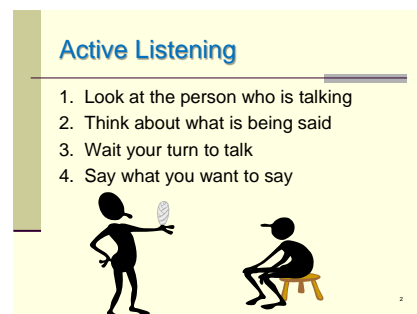 Active Listening
1. Look at the person who is talking
2. Think about what is being said
3. Wait your turn to talk
4. Say what you want to say
2